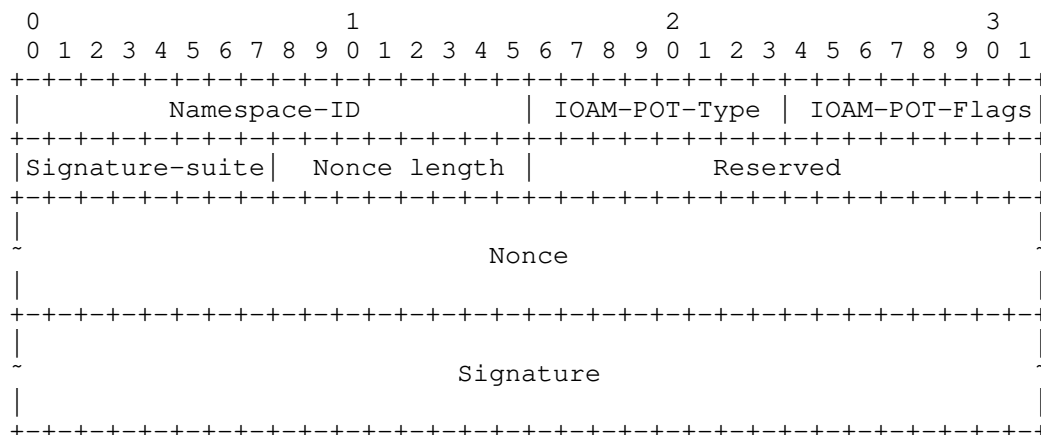 0                   1                   2                   3
 0 1 2 3 4 5 6 7 8 9 0 1 2 3 4 5 6 7 8 9 0 1 2 3 4 5 6 7 8 9 0 1
+-+-+-+-+-+-+-+-+-+-+-+-+-+-+-+-+-+-+-+-+-+-+-+-+-+-+-+-+-+-+-+-+
|         Namespace-ID          | IOAM-POT-Type | IOAM-POT-Flags|
+-+-+-+-+-+-+-+-+-+-+-+-+-+-+-+-+-+-+-+-+-+-+-+-+-+-+-+-+-+-+-+-+
|Signature-suite|  Nonce length |           Reserved            |
+-+-+-+-+-+-+-+-+-+-+-+-+-+-+-+-+-+-+-+-+-+-+-+-+-+-+-+-+-+-+-+-+
|                                                               |
~                             Nonce                             ~
|                                                               |
+-+-+-+-+-+-+-+-+-+-+-+-+-+-+-+-+-+-+-+-+-+-+-+-+-+-+-+-+-+-+-+-+
|                                                               |
~                           Signature                           ~
|                                                               |
+-+-+-+-+-+-+-+-+-+-+-+-+-+-+-+-+-+-+-+-+-+-+-+-+-+-+-+-+-+-+-+-+